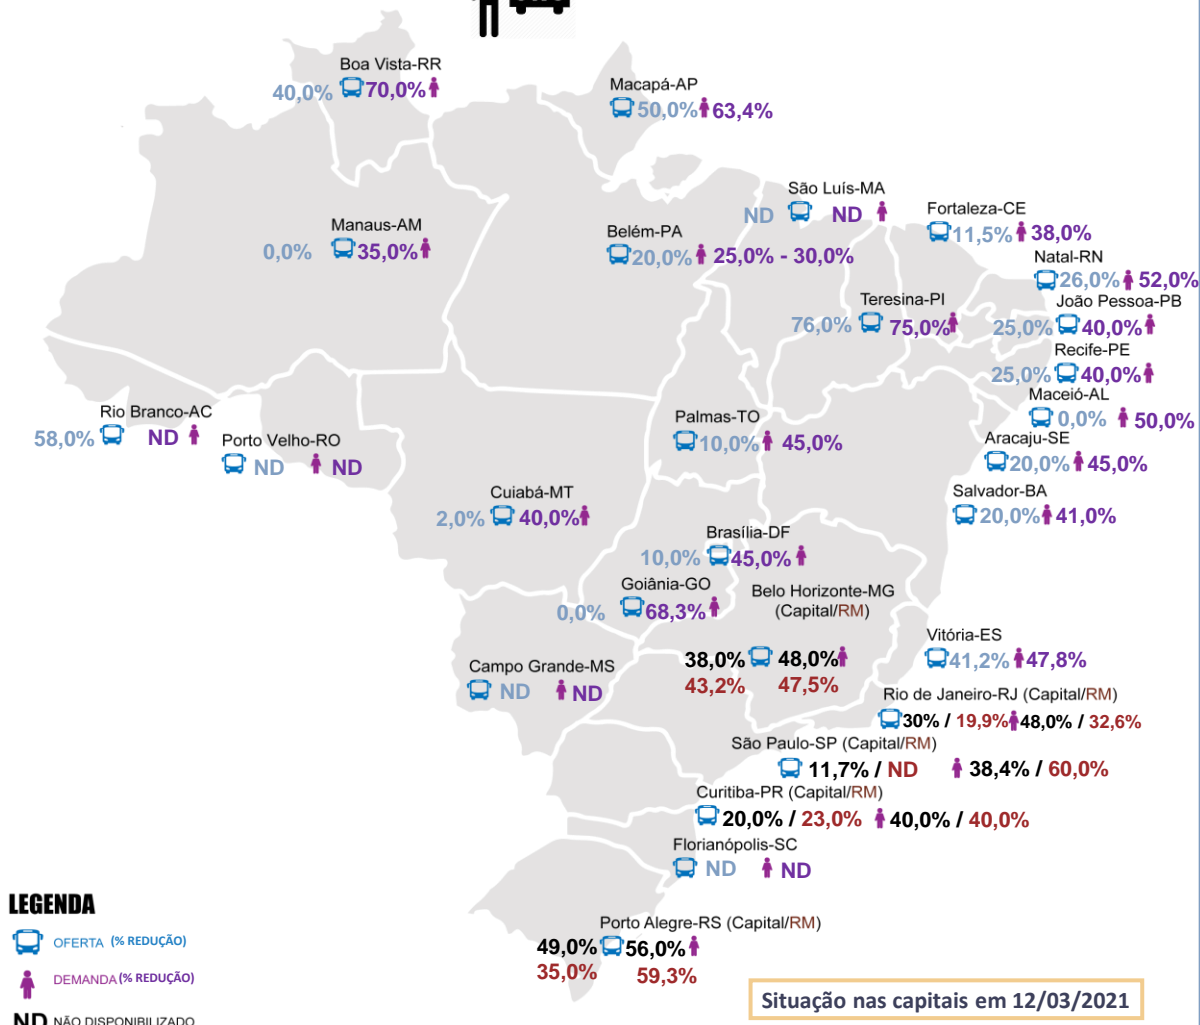 Boa Vista-RR
40,0% 70,0%
Macapá-AP
50,0% 63,4%
São Luís-MA
ND ND
Fortaleza-CE
11,5% 38,0%
Manaus-AM
0,0% 35,0%
Belém-PA
20,0% 25,0% - 30,0%
Natal-RN
26,0% 52,0%
Teresina-PI
76,0% 75,0%
João Pessoa-PB
25,0% 40,0%
Recife-PE
25,0% 40,0%
Maceió-AL
0,0% 50,0%
Rio Branco-AC
58,0% ND
Porto Velho-RO
ND ND
Palmas-TO
10,0% 45,0%
Aracaju-SE
20,0% 45,0%
Cuiabá-MT
2,0% 40,0%
Salvador-BA
20,0% 41,0%
Brasília-DF
10,0% 45,0%
Goiânia-GO
0,0% 68,3%
Belo Horizonte-MG
(Capital/RM)
38,0% 48,0%
43,2% 47,5%
Vitória-ES
41,2% 47,8%
Campo Grande-MS
ND ND
Rio de Janeiro-RJ (Capital/RM)
30% / 19,9% 48,0% / 32,6%
São Paulo-SP (Capital/RM)
11,7% / ND 38,4% / 60,0%
Curitiba-PR (Capital/RM)
20,0% / 23,0% 40,0% / 40,0%
Florianópolis-SC
ND ND
Porto Alegre-RS (Capital/RM)
49,0% 56,0%
35,0% 59,3%
LEGENDA
OFERTA (% REDUÇÃO)
DEMANDA (% REDUÇÃO)
ND NÃO DISPONIBILIZADO
Situação nas capitais em 12/03/2021